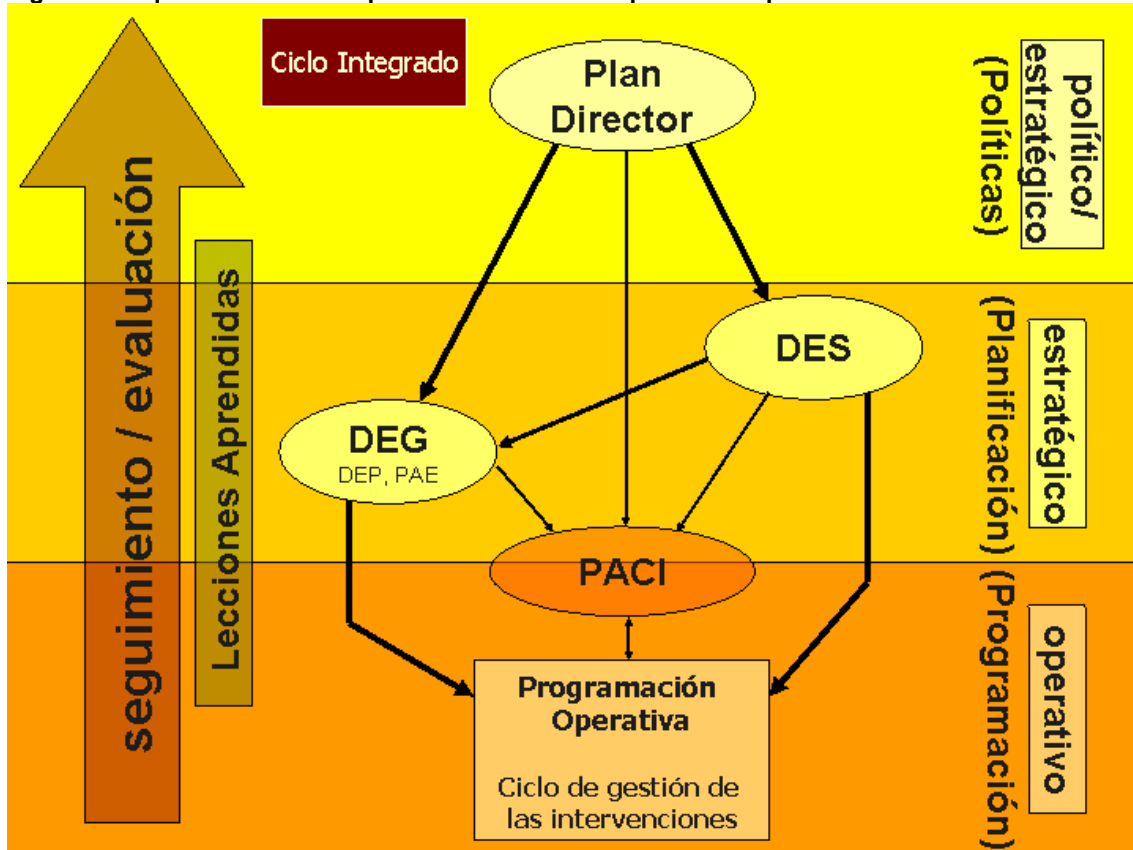 Ciclo Integrado
Plan
Director
político/
estratégico
(Políticas)
seguimiento / evaluación
Lecciones Aprendidas
DES
DEG
DEP, PAE
estratégico
(Planificación)
PACI
Programación
Operativa
Ciclo de gestión de
las intervenciones
operativo
(Programación)